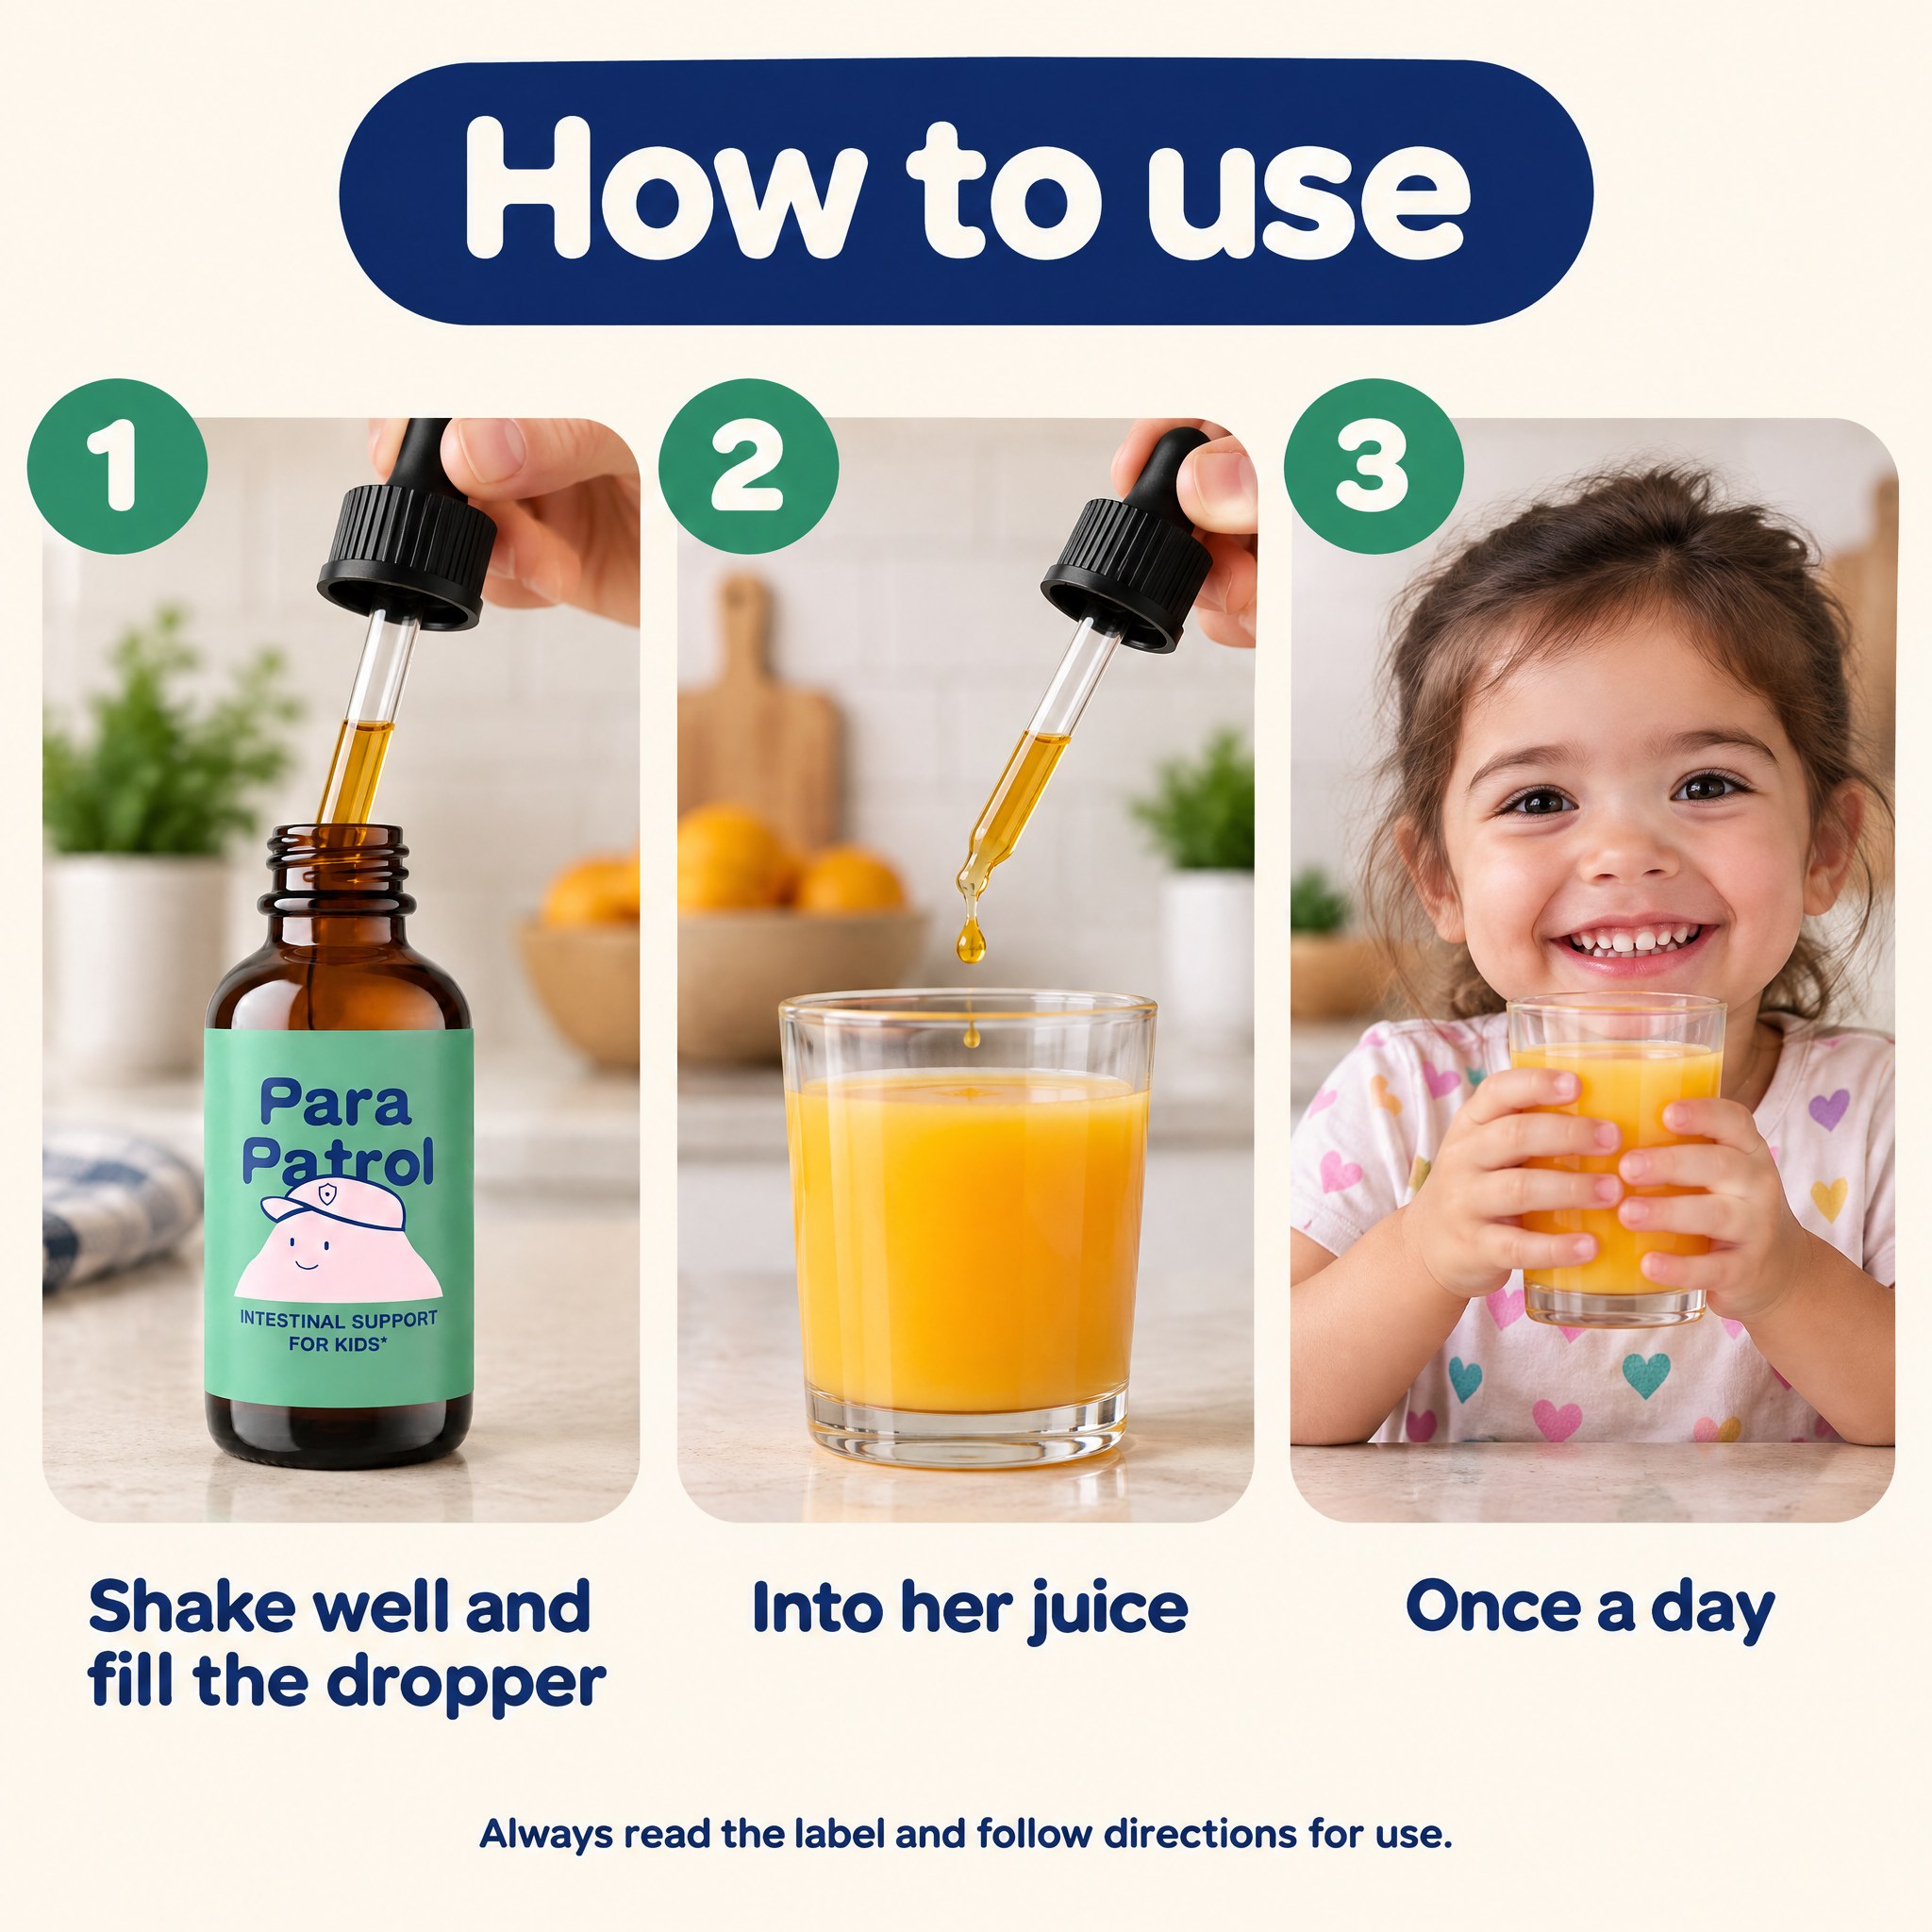 How to use
1
2
3
Para
Patrol
INTESTINAL SUPPORT
FOR KIDS*
Shake well and
fill the dropper
Into her juice
Once a day
Always read the label and follow directions for use.